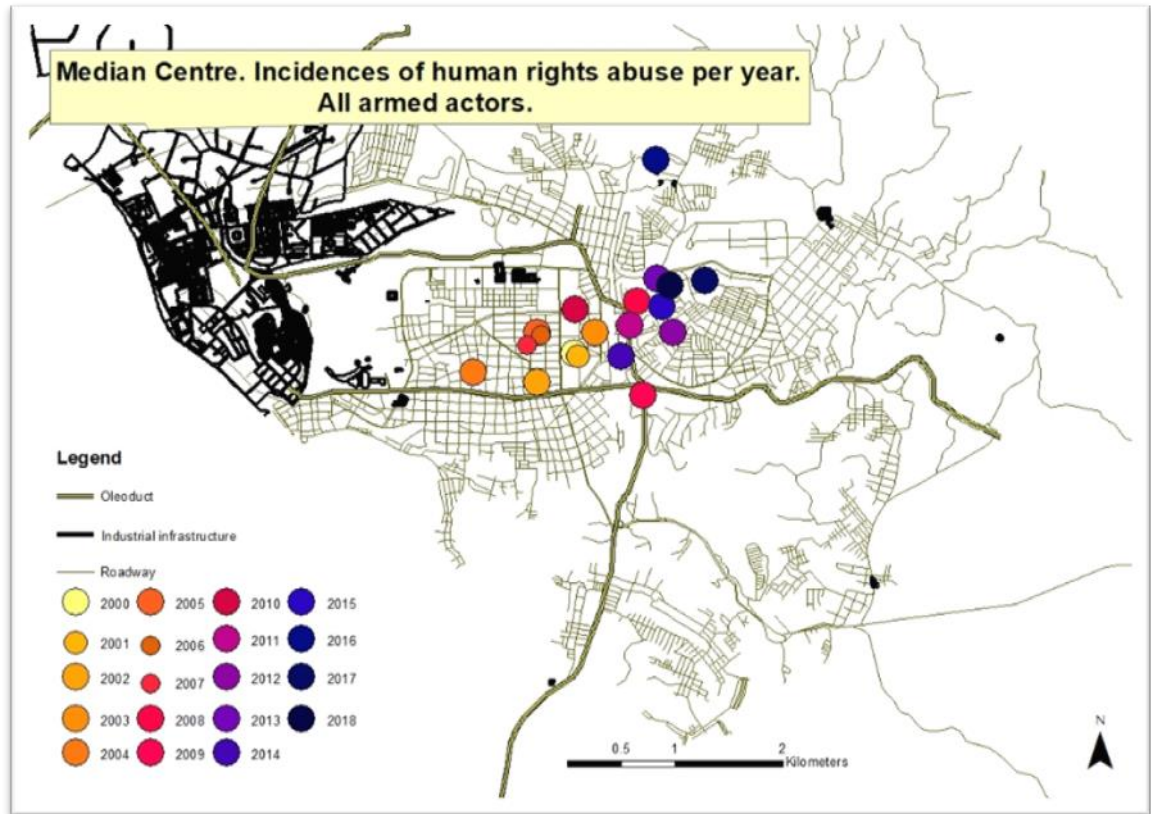 Median Centre. Incidences of human rights abuse per year.
All armed actors.
Legend
Oleoduct
Industrial infrastructure
Roadway
2000
2001
2002
2003
2004
2005
2006
2007
2008
2009
2010
2011
2012
2013
2014
2015
2016
2017
2018
0.5 1 2
Kilometers
N